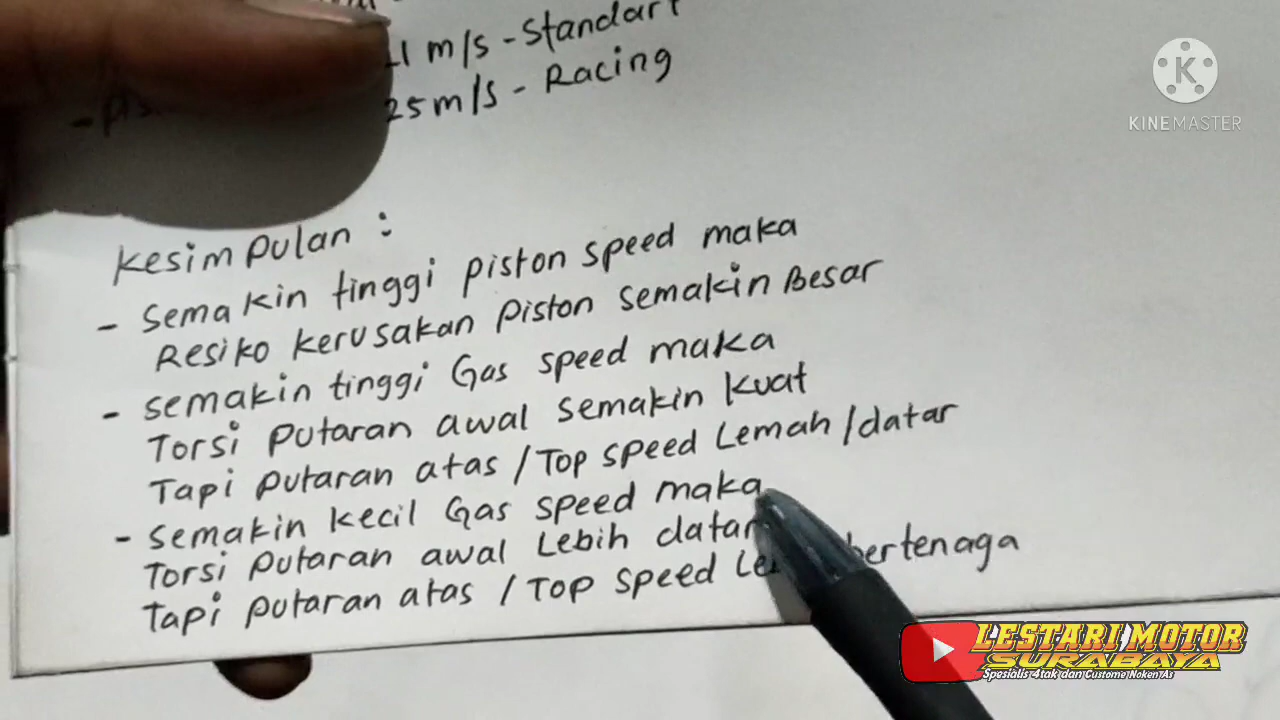 21 m/s - Standart
25 m/s - Racing
Kesimpulan :
- semakin tinggi piston speed maka
Resiko kerusakan Piston semakin Besar
- semakin tinggi Gas speed maka
Torsi putaran awal semakin kuat
Tapi putaran atas / Top speed Lemah / datar
- semakin kecil Gas speed maka
Torsi putaran awal Lebih datar
Tapi putaran atas / Top speed bertenaga
KINEMASTER
LESTARI MOTOR
SURABAYA
Spesialis 4tak dan Custome Noken As